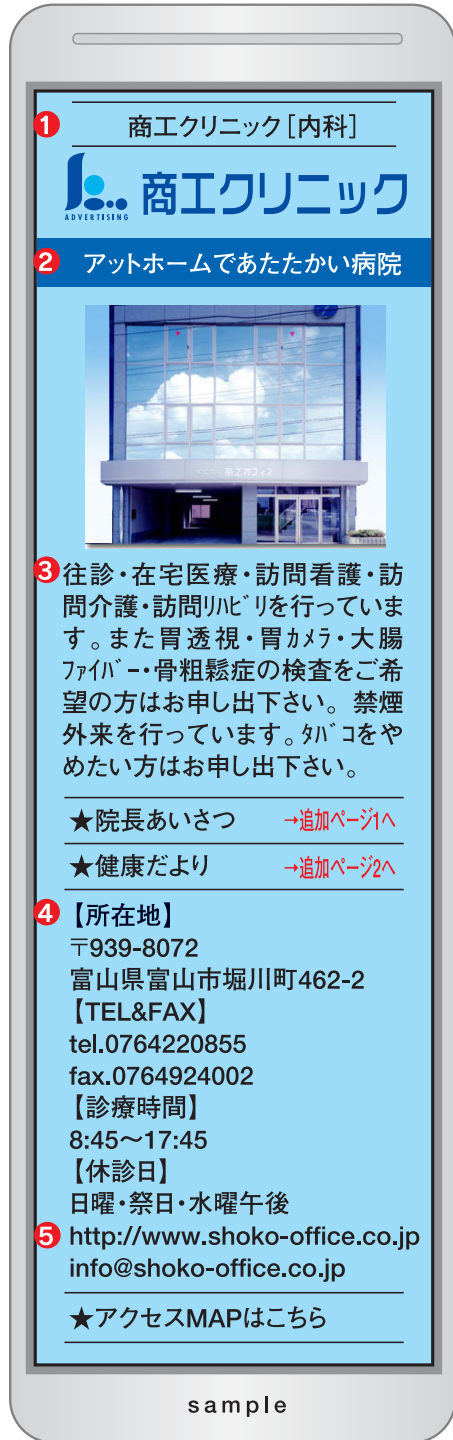 ❶ 商工クリニック［内科］
ADVERTISING
商工クリニック
❷ アットホームであたたかい病院
❸ 往診・在宅医療・訪問看護・訪
問介護・訪問ﾘﾊﾋﾞﾘを行っていま
す。また胃透視・胃ｶﾒﾗ・大腸
ﾌｧｲﾊﾞｰ・骨粗鬆症の検査をご希
望の方はお申し出下さい。禁煙
外来を行っています。ﾀﾊﾞｺをや
めたい方はお申し出下さい。
★院長あいさつ →追加ページ1へ
★健康だより →追加ページ2へ
❹ 【所在地】
〒939-8072
富山県富山市堀川町462-2
【TEL&FAX】
tel.0764220855
fax.0764924002
【診療時間】
8:45〜17:45
【休診日】
日曜・祭日・水曜午後
❺ http://www.shoko-office.co.jp
info@shoko-office.co.jp
★アクセスMAPはこちら
sample